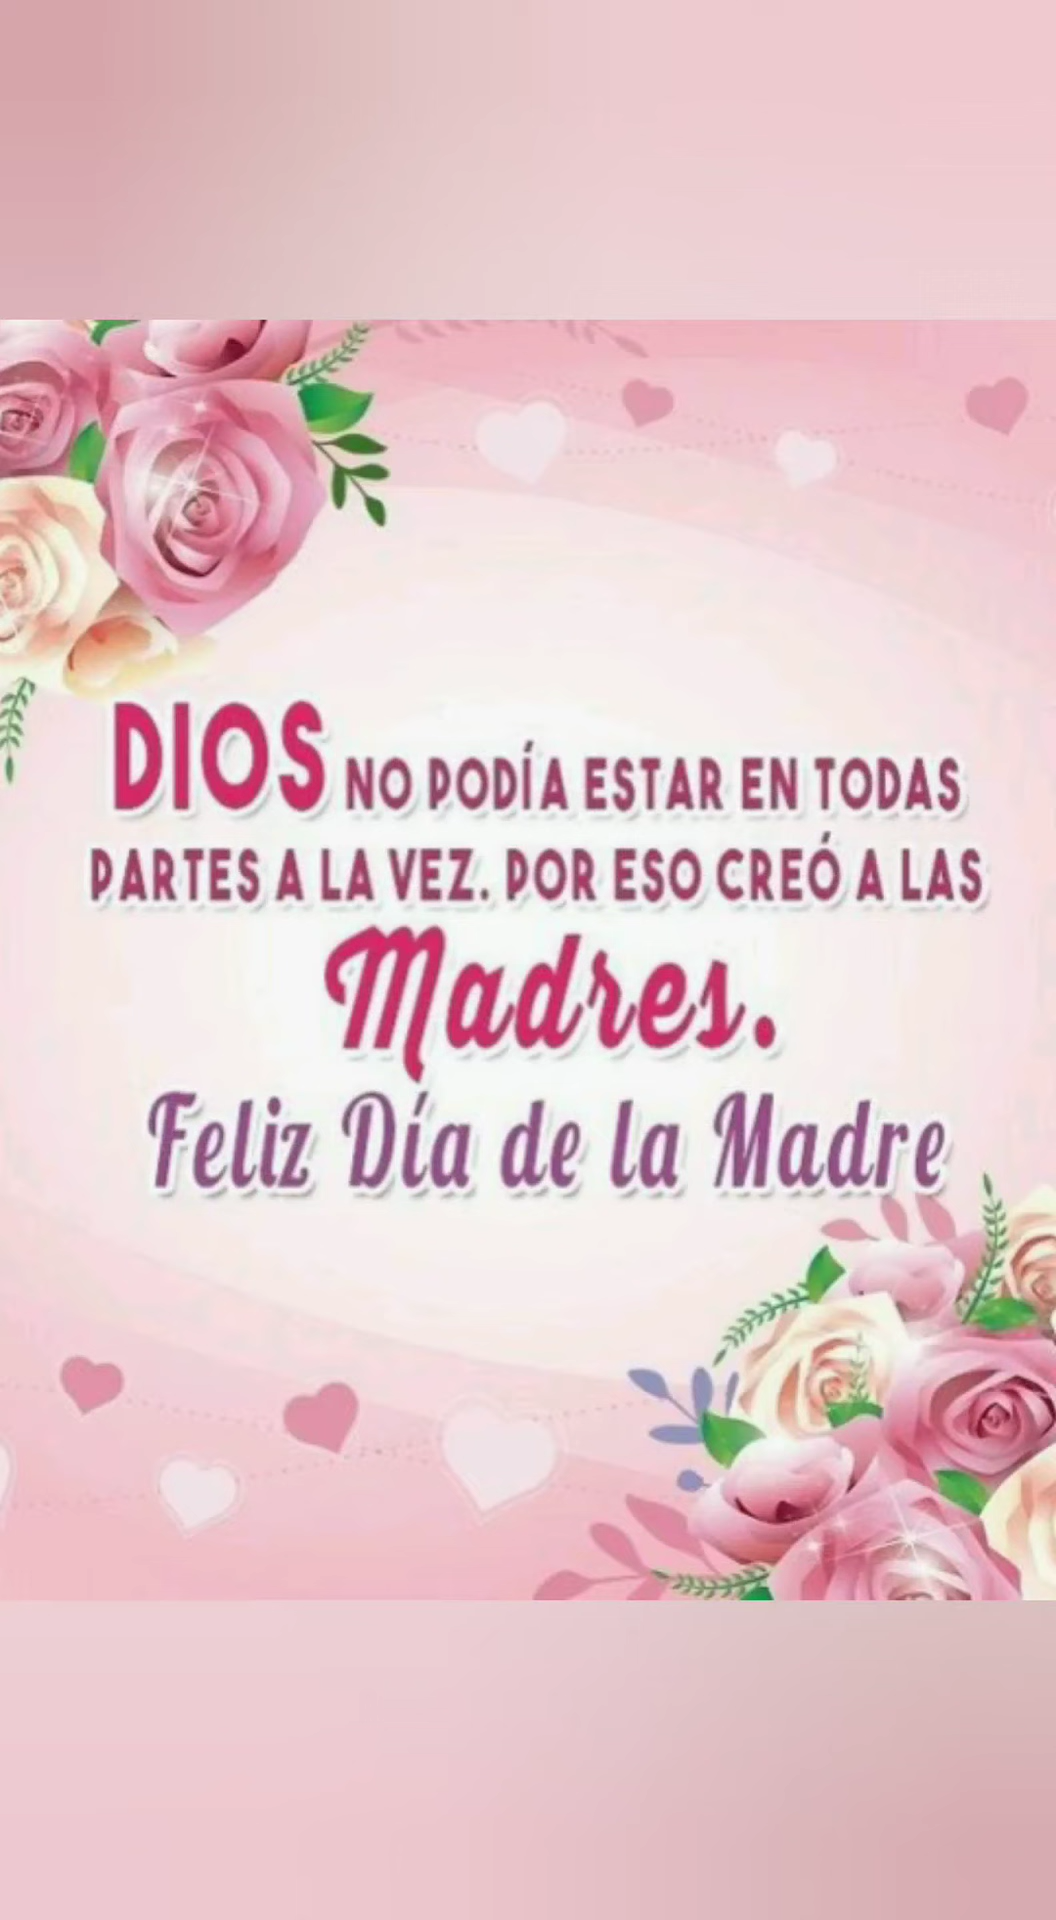 DIOS NO PODÍA ESTAR EN TODAS
PARTES A LA VEZ. POR ESO CREÓ A LAS
Madres.
Feliz Día de la Madre